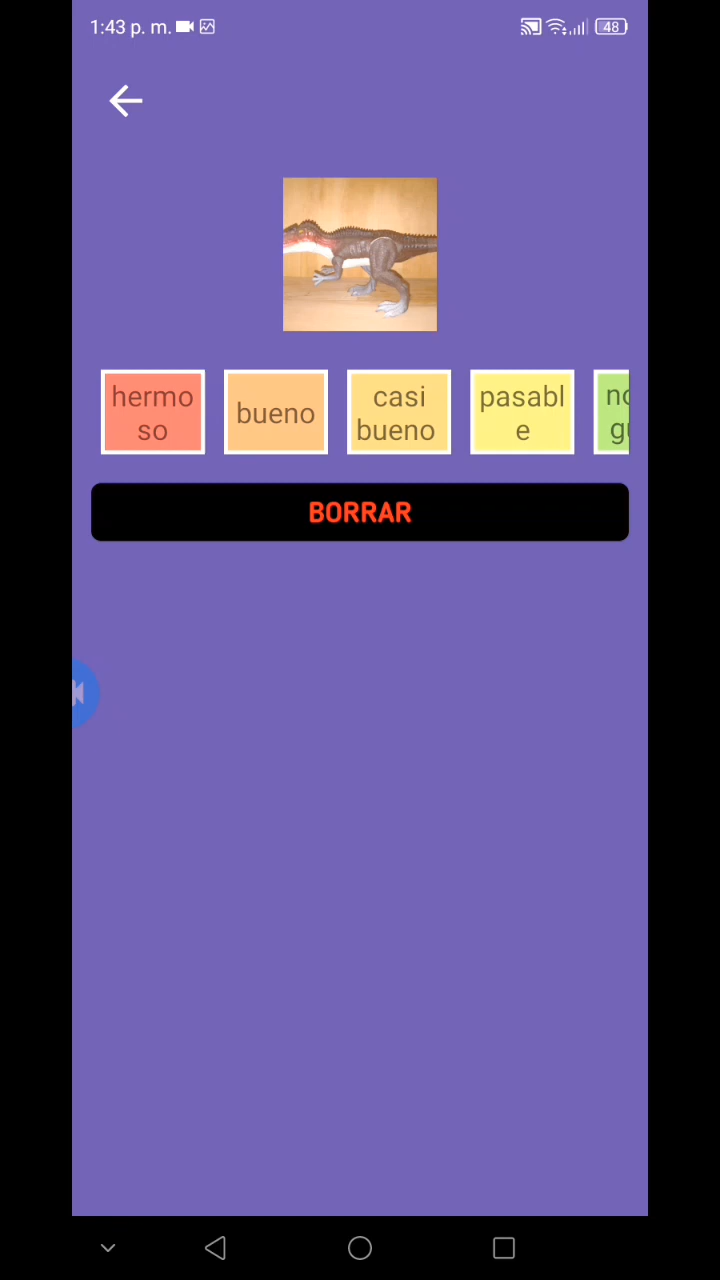 1:43 p. m.
48
hermo
so
bueno
casi
bueno
pasabl
e
BORRAR